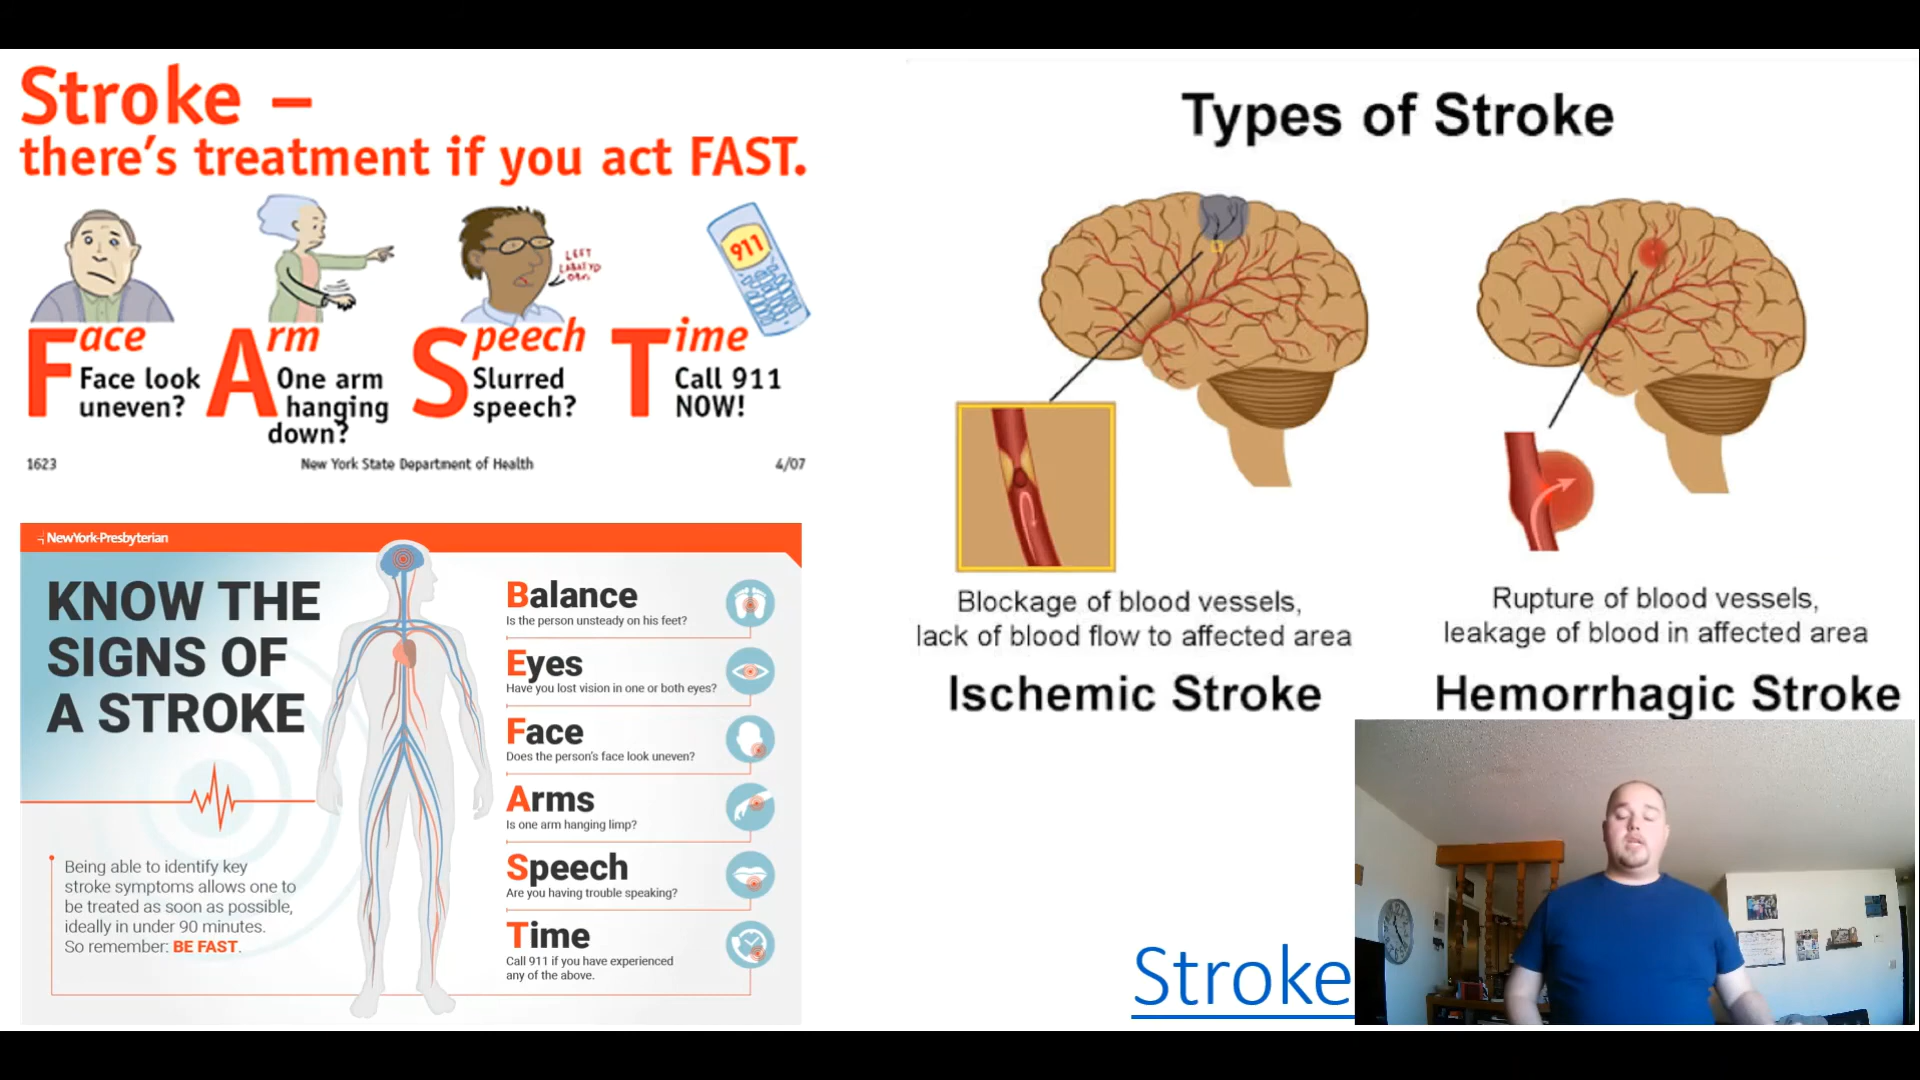 Stroke –
there's treatment if you act FAST.
911
Face
Face look
uneven?
Arm
One arm
hanging
down?
Speech
Slurred
speech?
Time
Call 911
NOW!
1623
New York State Department of Health
4/07
NewYork-Presbyterian
KNOW THE
SIGNS OF
A STROKE
Being able to identify key
stroke symptoms allows one to
be treated as soon as possible,
ideally in under 90 minutes.
So remember: BE FAST.
Balance
Is the person unsteady on his feet?
Eyes
Have you lost vision in one or both eyes?
Face
Does the person's face look uneven?
Arms
Is one arm hanging limp?
Speech
Are you having trouble speaking?
Time
Call 911 if you have experienced
any of the above.
Types of Stroke
Blockage of blood vessels,
lack of blood flow to affected area
Ischemic Stroke
Rupture of blood vessels,
leakage of blood in affected area
Hemorrhagic Stroke
Stroke